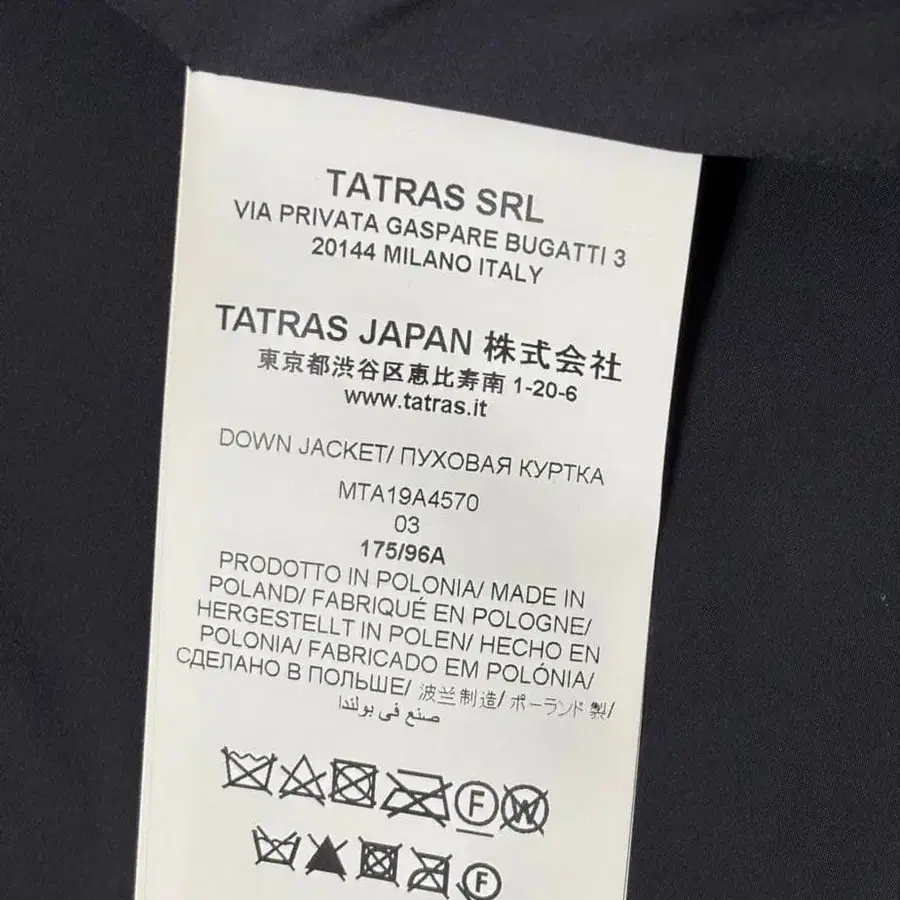 TATRAS SRL
VIA PRIVATA GASPARE BUGATTI 3
20144 MILANO ITALY
TATRAS JAPAN 株式会社
東京都渋谷区恵比寿南 1-20-6
www.tatras.it
DOWN JACKET/ ПУХОВАЯ КУРТКА
MTA19A4570
03
175/96A
PRODOTTO IN POLONIA/ MADE IN
POLAND/ FABRIQUÉ EN POLOGNE/
HERGESTELLT IN POLEN/ HECHO EN
POLONIA/ FABRICADO EM POLÓNIA/
СДЕЛАНО В ПОЛЬШЕ/ 波兰制造/ ポーランド 製/
صنع في بولندا
F W
F